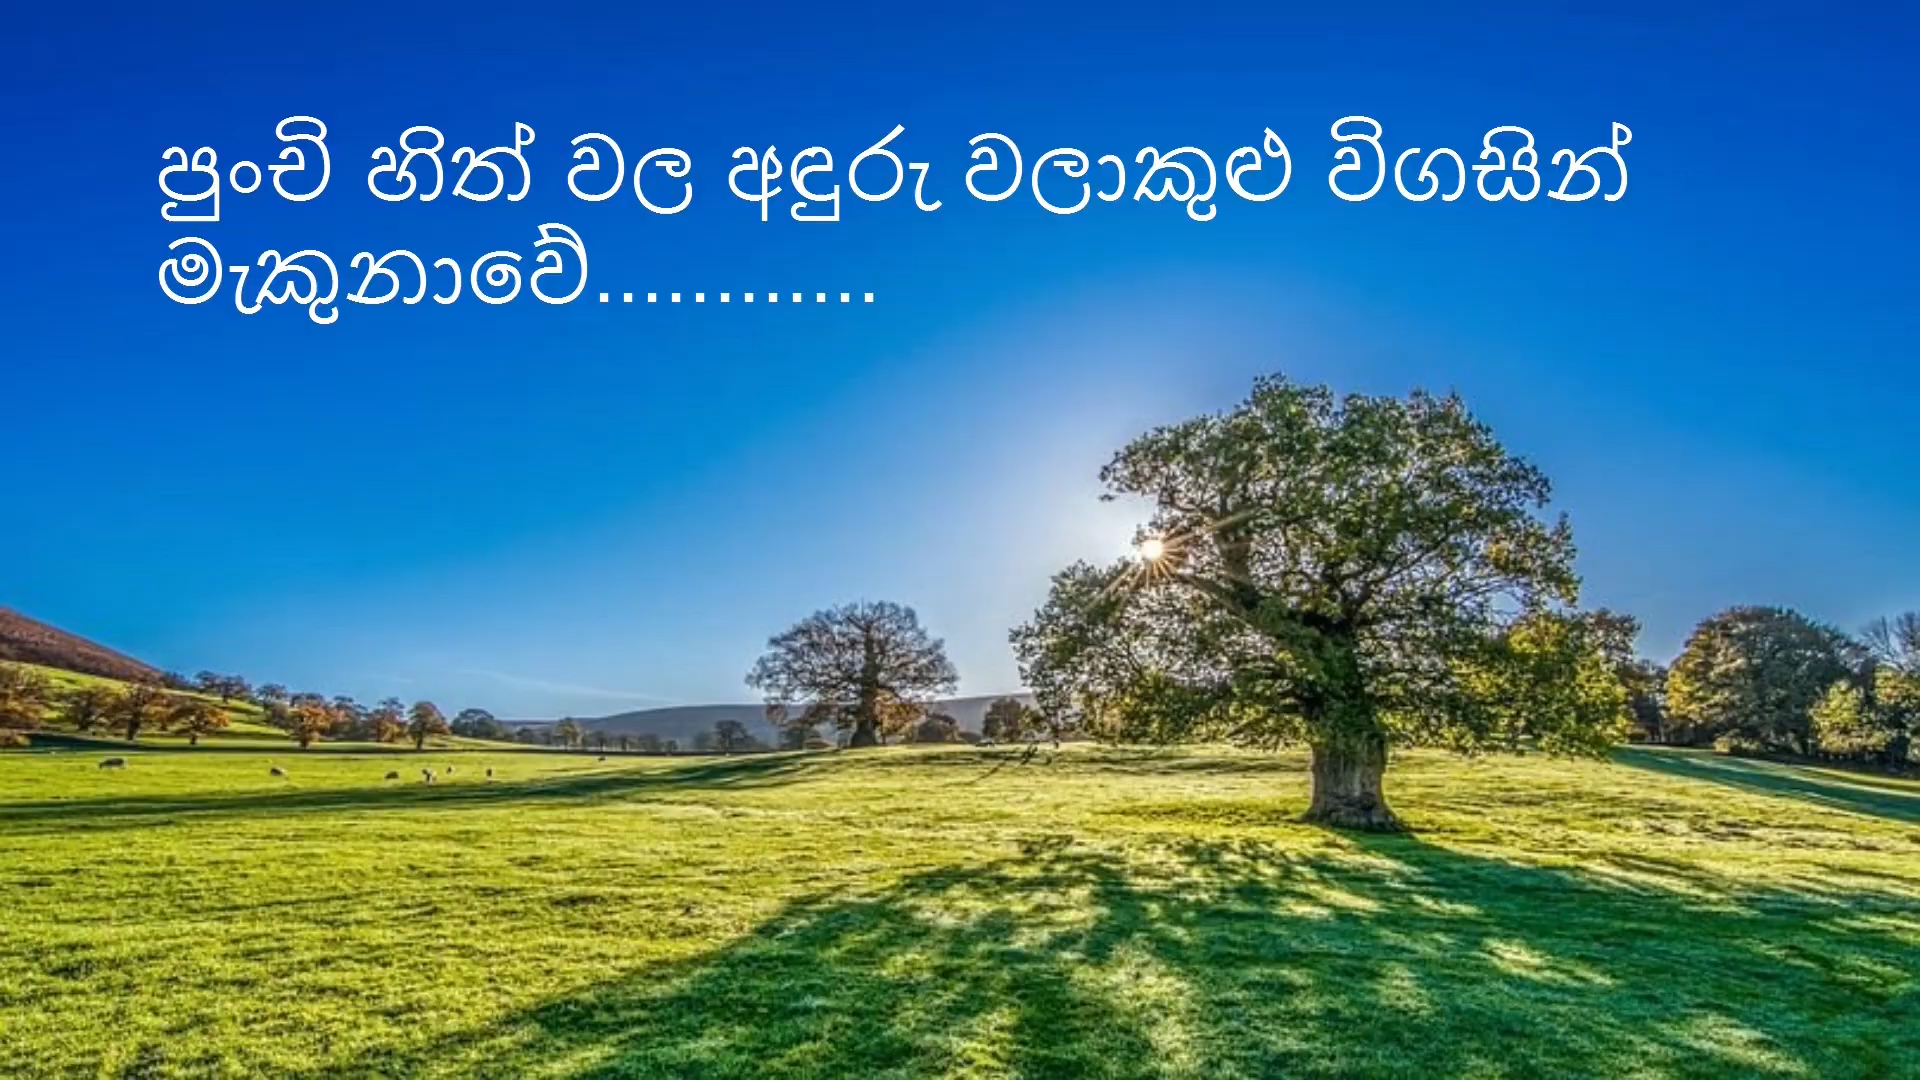 පුංචි හිත් වල අඳුරු වලාකුළු විගසින්
මැකුනාවේ............